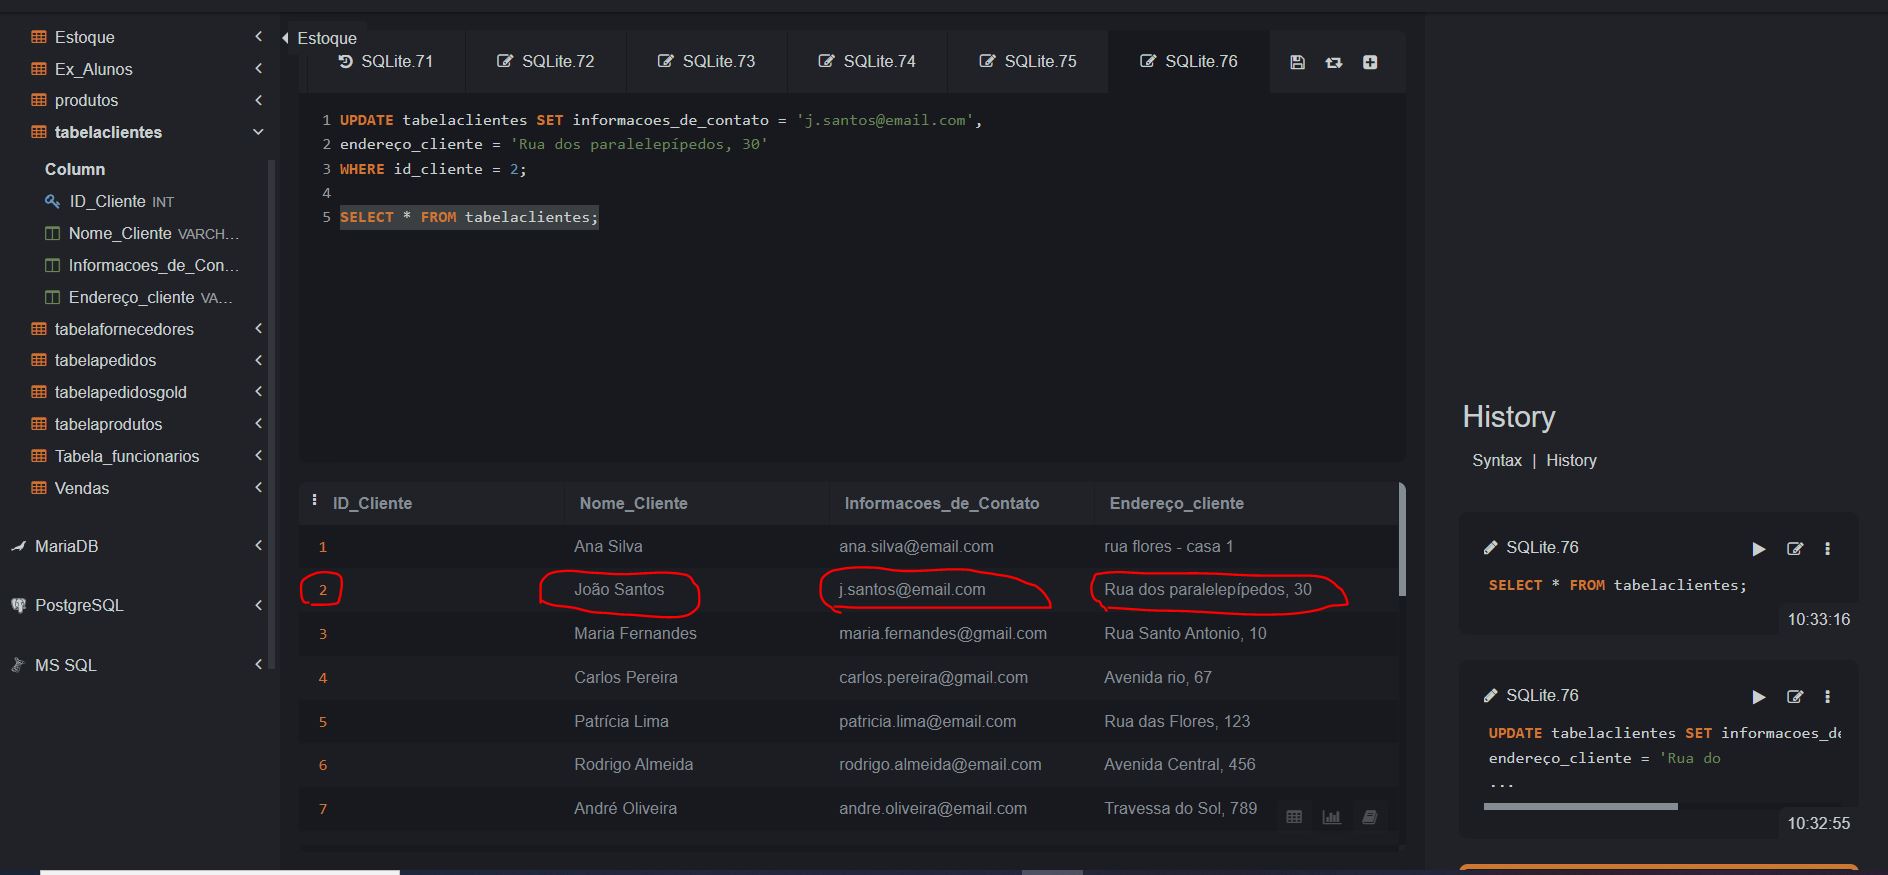 Estoque
Ex_Alunos
produtos
tabelaclientes
Column
ID_Cliente INT
Nome_Cliente VARCH...
Informacoes_de_Con...
Endereço_cliente VA...
tabelafornecedores
tabelapedidos
tabelapedidosgold
tabelaprodutos
Tabela_funcionarios
Vendas
MariaDB
PostgreSQL
MS SQL
Estoque
SQLite.71 SQLite.72 SQLite.73 SQLite.74 SQLite.75 SQLite.76
1 UPDATE tabelaclientes SET informacoes_de_contato = 'j.santos@email.com',
2 endereço_cliente = 'Rua dos paralelepípedos, 30'
3 WHERE id_cliente = 2;
4
5 SELECT * FROM tabelaclientes;
ID_Cliente Nome_Cliente Informacoes_de_Contato Endereço_cliente
1 Ana Silva ana.silva@email.com rua flores - casa 1
2 João Santos j.santos@email.com Rua dos paralelepípedos, 30
3 Maria Fernandes maria.fernandes@gmail.com Rua Santo Antonio, 10
4 Carlos Pereira carlos.pereira@gmail.com Avenida rio, 67
5 Patrícia Lima patricia.lima@email.com Rua das Flores, 123
6 Rodrigo Almeida rodrigo.almeida@email.com Avenida Central, 456
7 André Oliveira andre.oliveira@email.com Travessa do Sol, 789
History
Syntax | History
SQLite.76
SELECT * FROM tabelaclientes;
10:33:16
SQLite.76
UPDATE tabelaclientes SET informacoes_de
endereço_cliente = 'Rua do
...
10:32:55